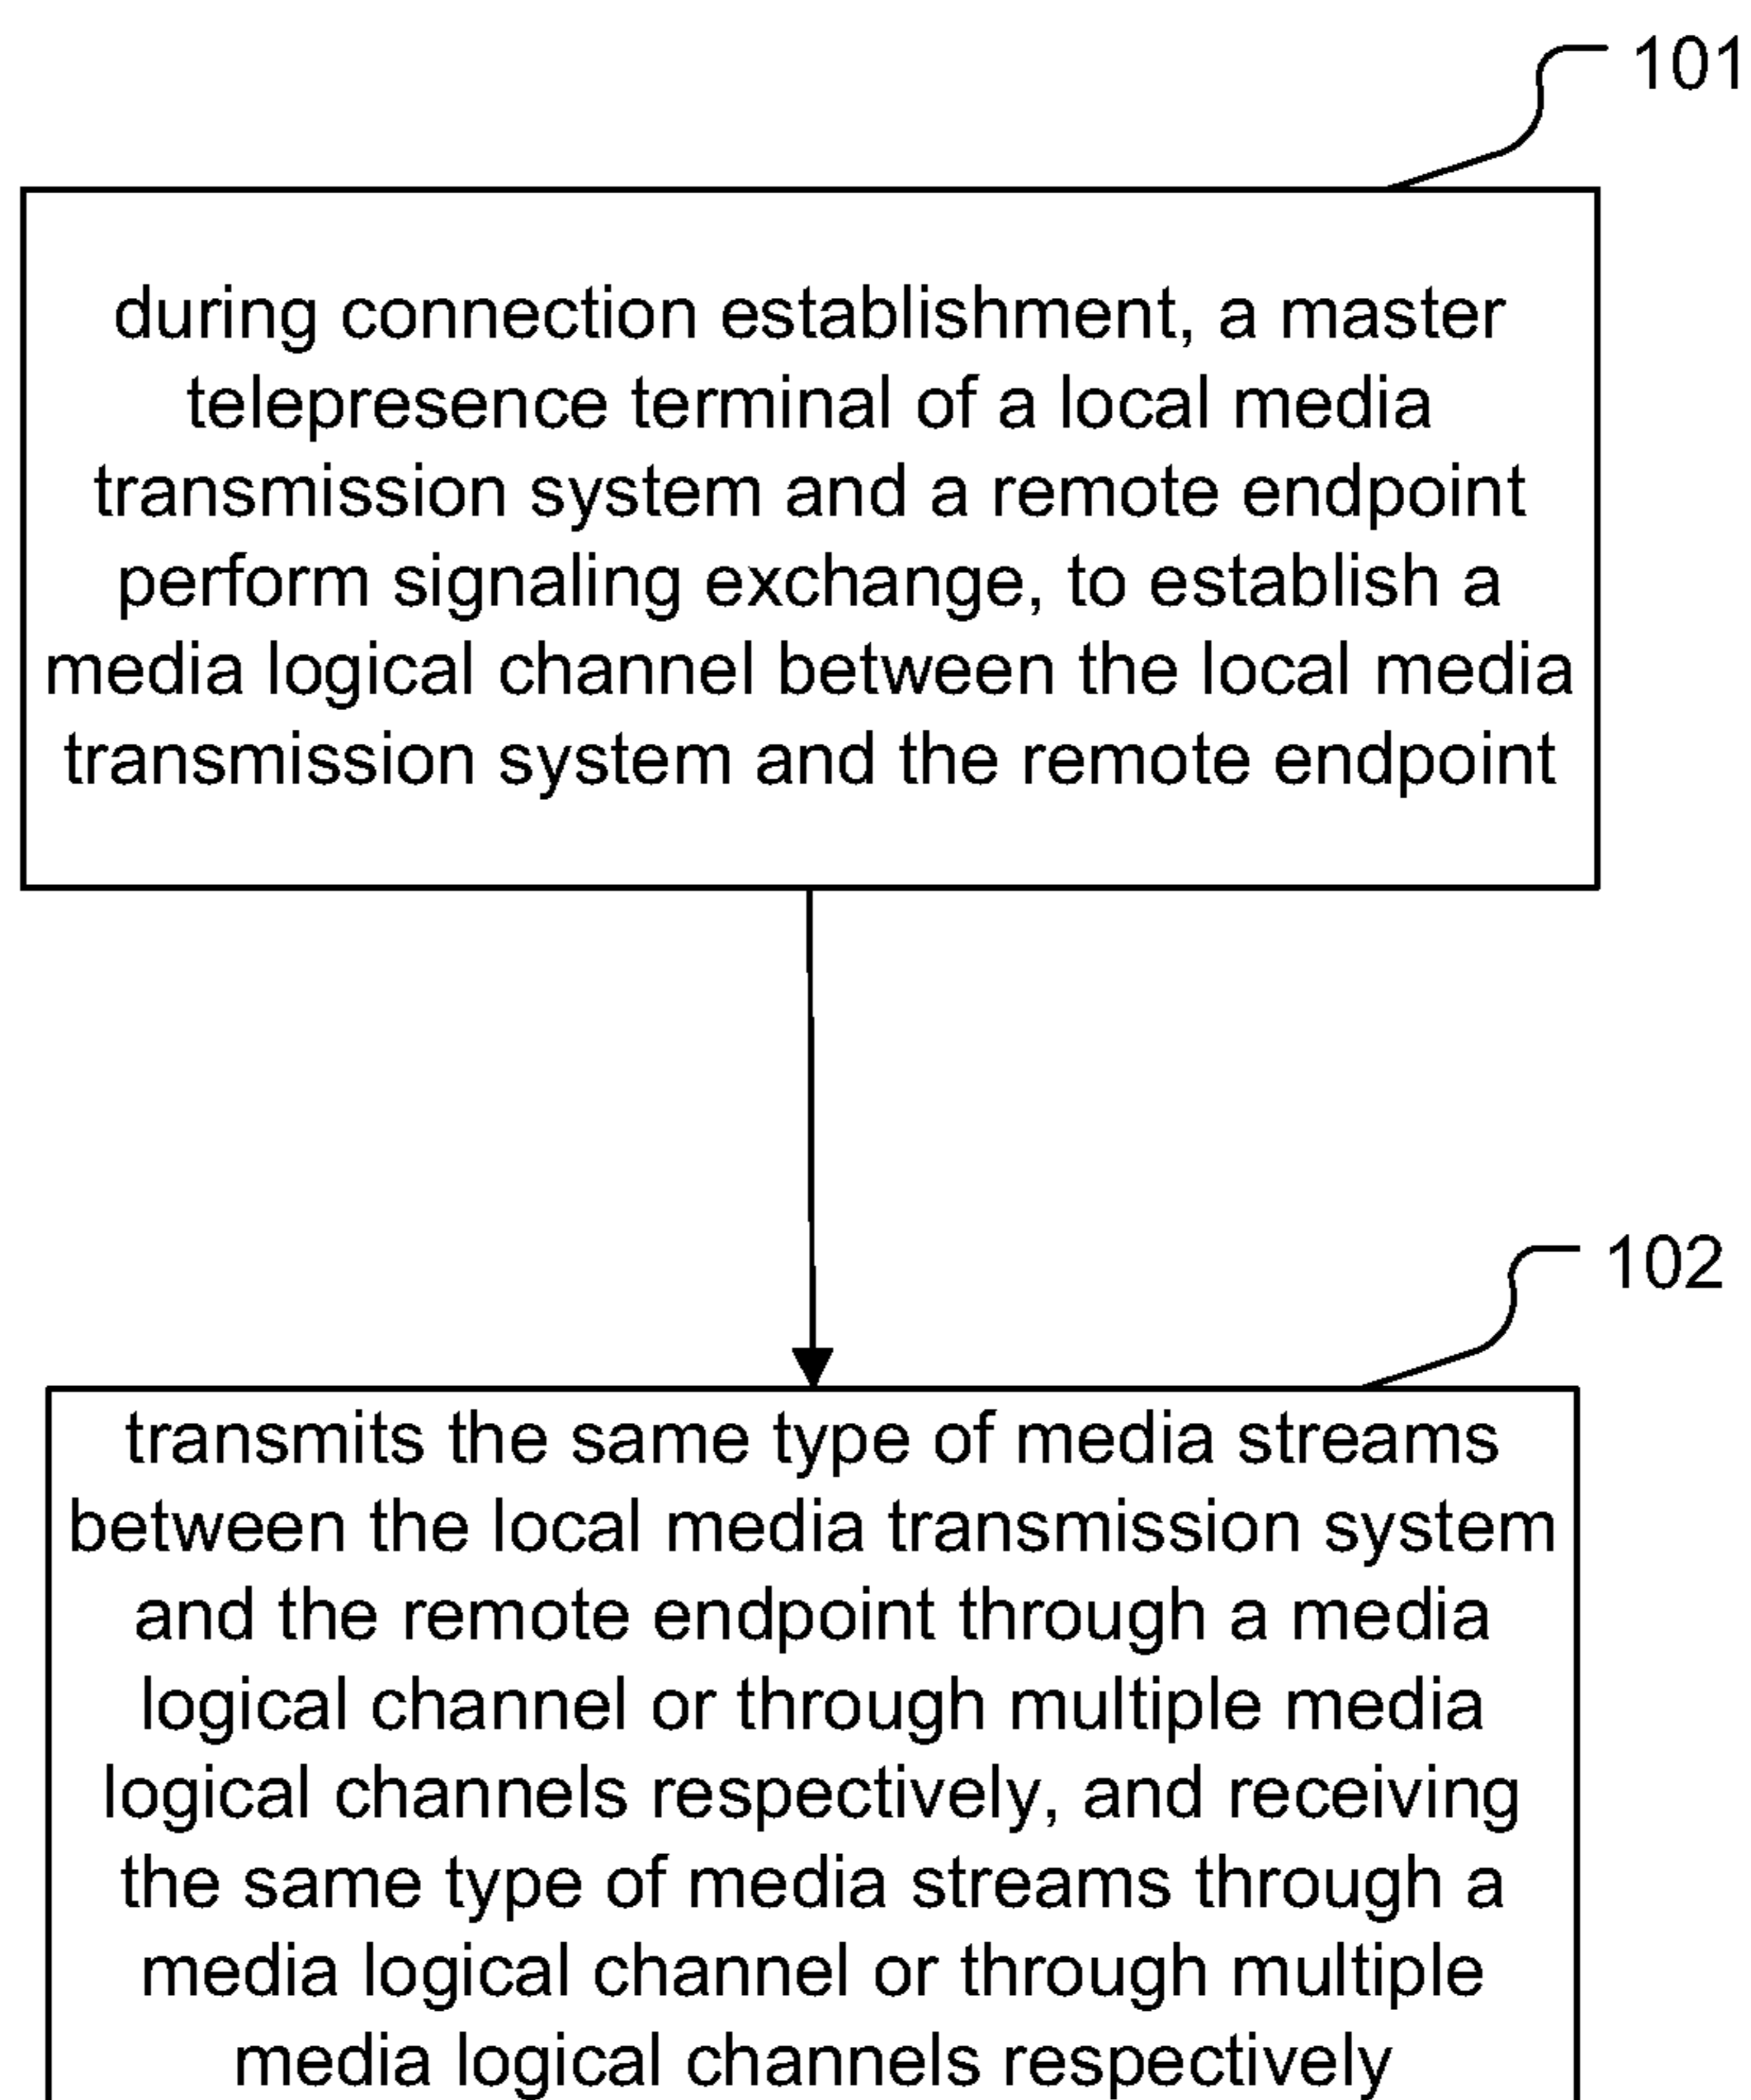 101
during connection establishment, a master
telepresence terminal of a local media
transmission system and a remote endpoint
perform signaling exchange, to establish a
media logical channel between the local media
transmission system and the remote endpoint
102
transmits the same type of media streams
between the local media transmission system
and the remote endpoint through a media
logical channel or through multiple media
logical channels respectively, and receiving
the same type of media streams through a
media logical channel or through multiple
media logical channels respectively